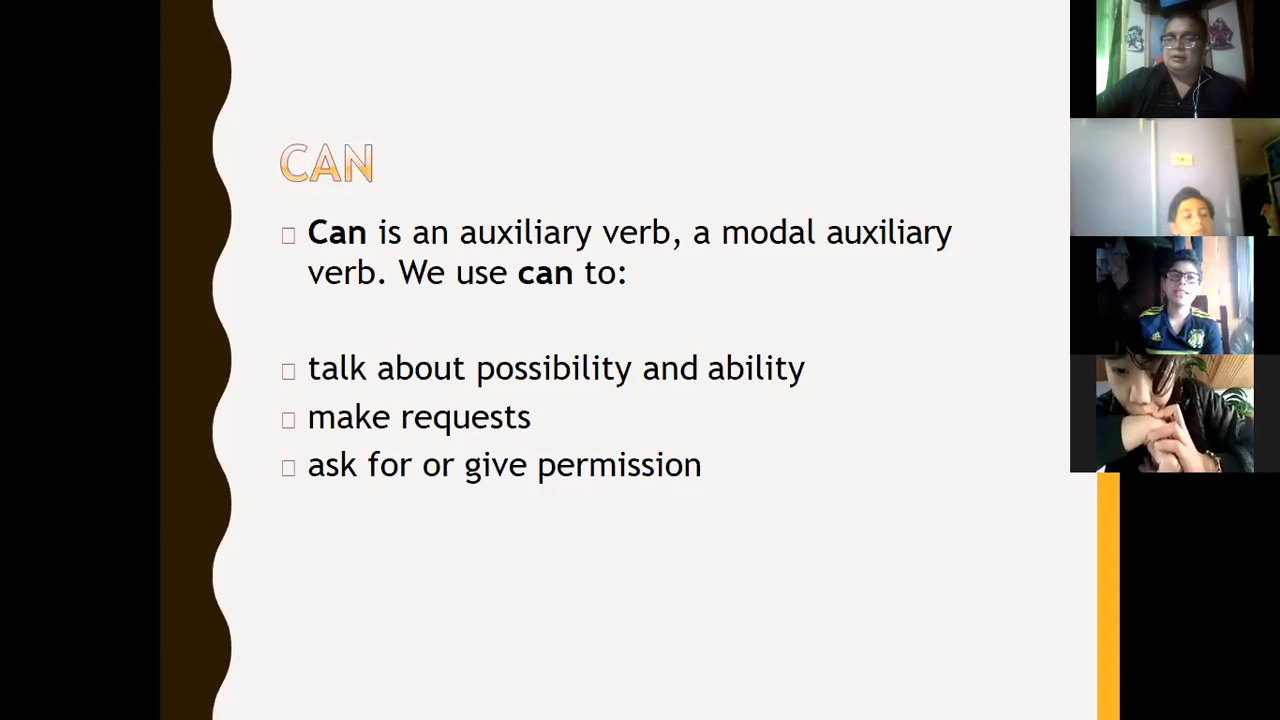 CAN
Can is an auxiliary verb, a modal auxiliary
verb. We use can to:
talk about possibility and ability
make requests
ask for or give permission